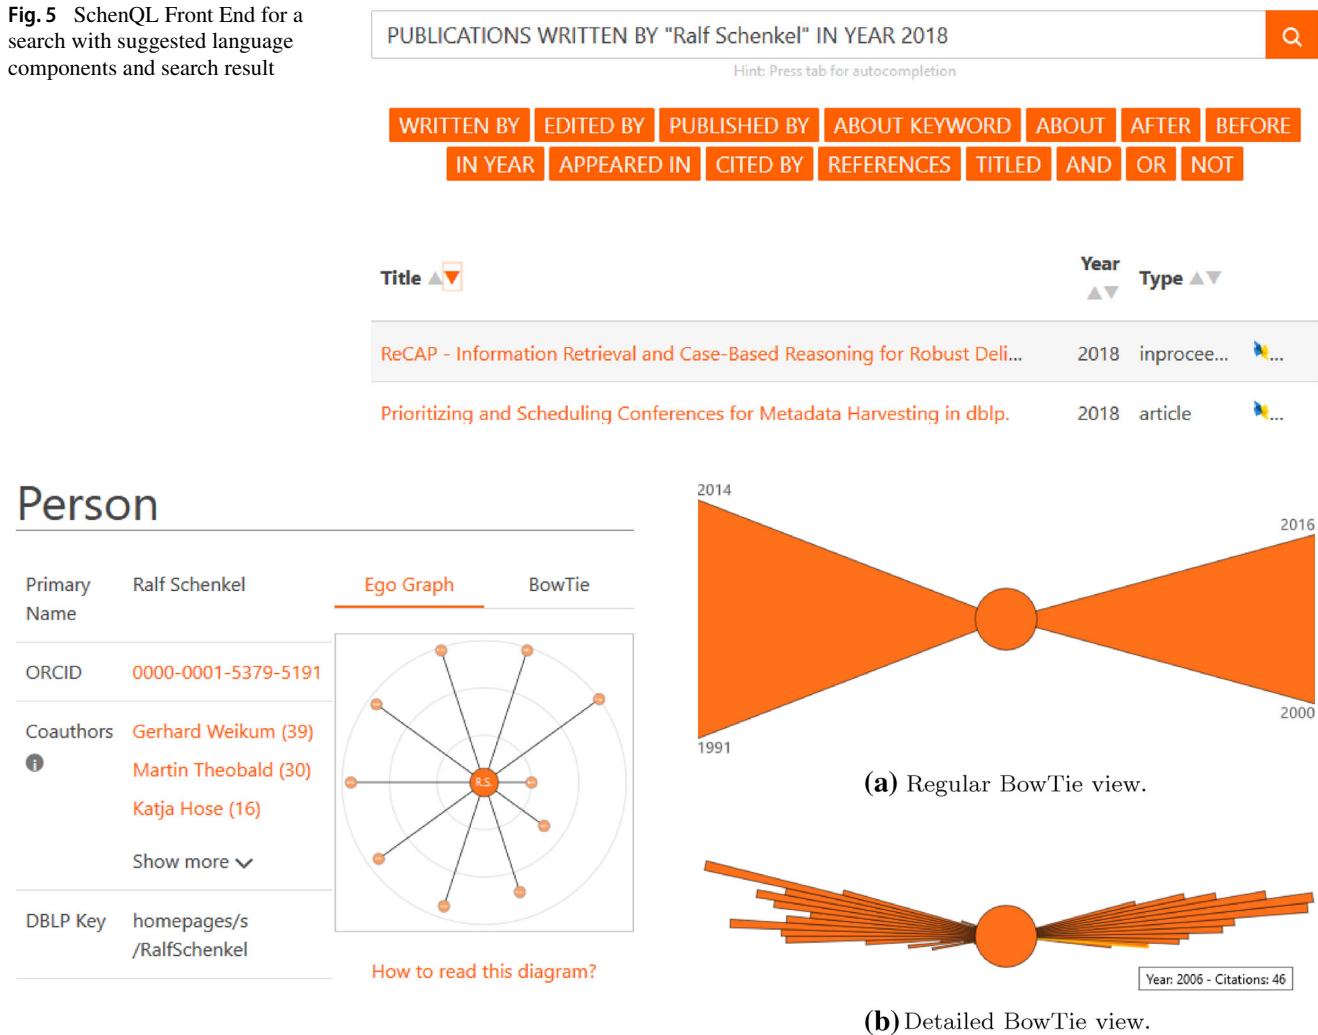 Fig. 5 SchenQL Front End for a
search with suggested language
components and search result
PUBLICATIONS WRITTEN BY "Ralf Schenkel" IN YEAR 2018
Hint: Press tab for autocompletion
WRITTEN BY EDITED BY PUBLISHED BY ABOUT KEYWORD ABOUT AFTER BEFORE
IN YEAR APPEARED IN CITED BY REFERENCES TITLED AND OR NOT
Title Year Type
ReCAP - Information Retrieval and Case-Based Reasoning for Robust Deli... 2018 inprocee... ...
Prioritizing and Scheduling Conferences for Metadata Harvesting in dblp. 2018 article ...
Person
Primary Name Ralf Schenkel
ORCID 0000-0001-5379-5191
Coauthors Gerhard Weikum (39)
Martin Theobald (30)
Katja Hose (16)
Show more
DBLP Key homepages/s
/RalfSchenkel
Ego Graph BowTie
R.S.
How to read this diagram?
2014
2016
1991
2000
(a) Regular BowTie view.
Year: 2006 - Citations: 46
(b) Detailed BowTie view.